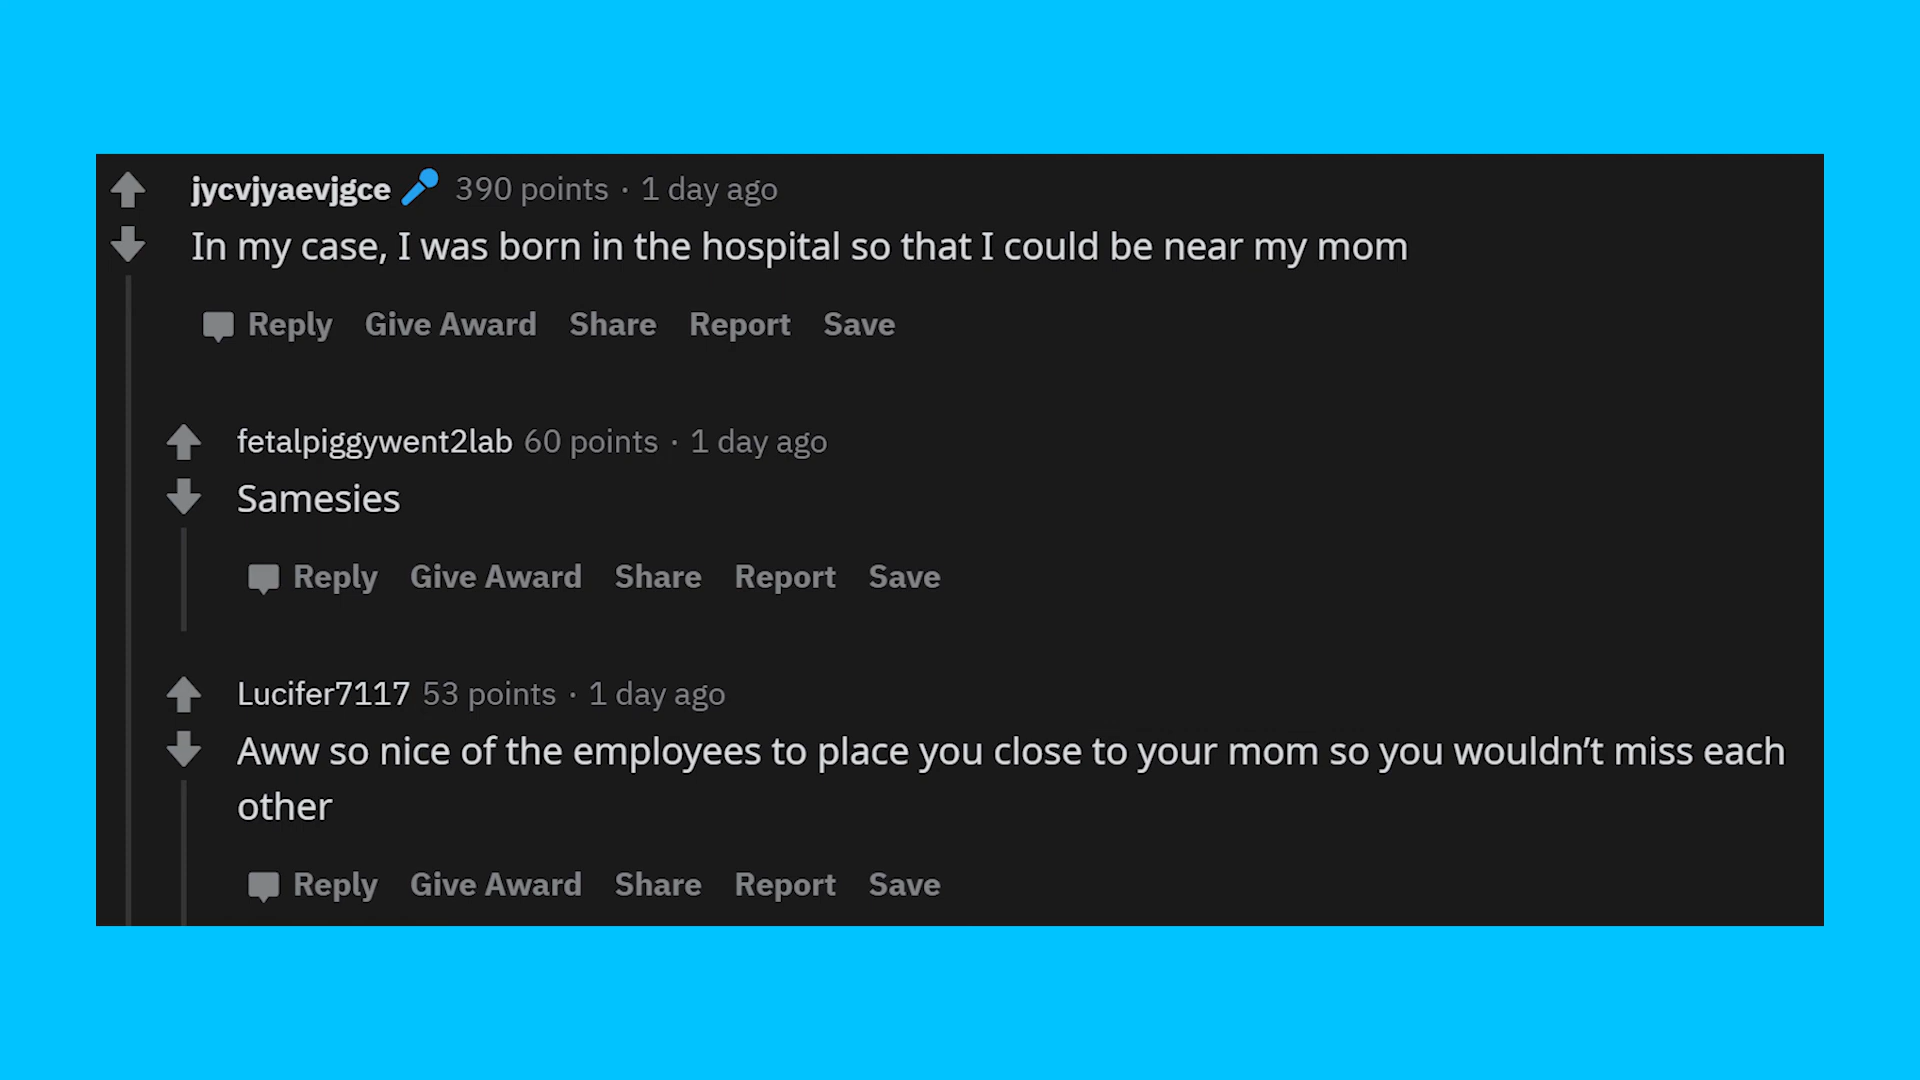 jycvjyaevjgce 390 points · 1 day ago
In my case, I was born in the hospital so that I could be near my mom
Reply Give Award Share Report Save
fetalpiggywent2lab 60 points · 1 day ago
Samesies
Reply Give Award Share Report Save
Lucifer7117 53 points · 1 day ago
Aww so nice of the employees to place you close to your mom so you wouldn’t miss each
other
Reply Give Award Share Report Save